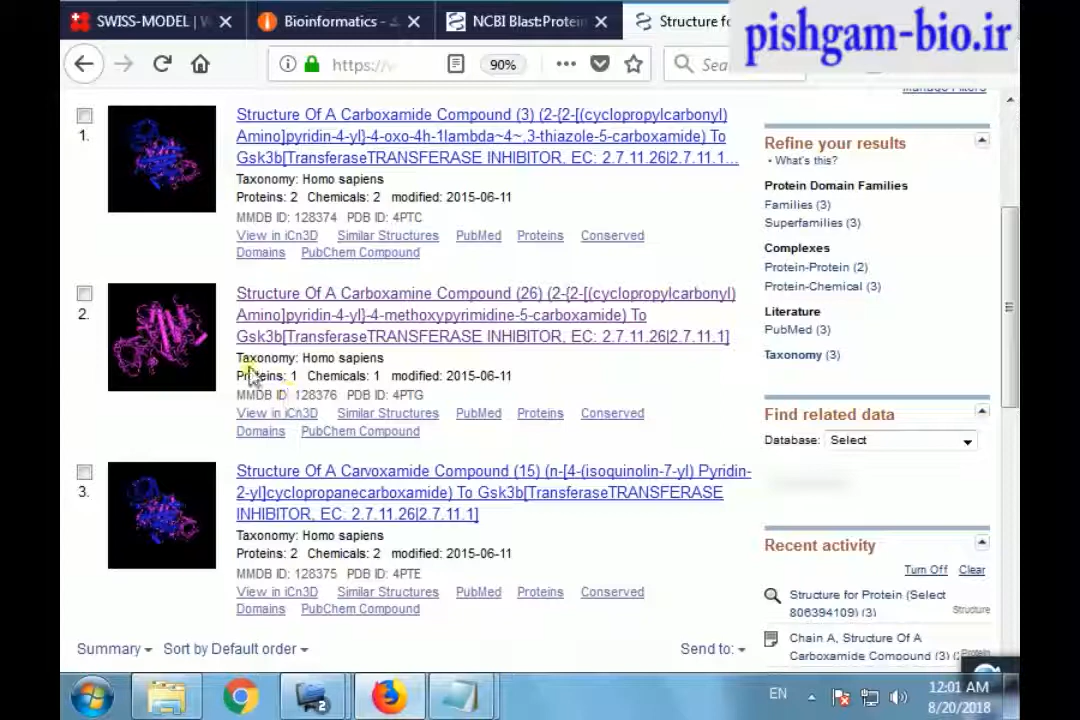 SWISS-MODEL |
Bioinformatics -
NCBI Blast:Protein
Structure fo
pishgam-bio.ir
https://v
90%
Sea
Manage Filters
1.
Structure Of A Carboxamide Compound (3) (2-{2-[(cyclopropylcarbonyl)
Amino]pyridin-4-yl}-4-oxo-4h-1lambda~4~,3-thiazole-5-carboxamide) To
Gsk3b[TransferaseTRANSFERASE INHIBITOR, EC: 2.7.11.26|2.7.11.1...
Taxonomy: Homo sapiens
Proteins: 2 Chemicals: 2 modified: 2015-06-11
MMDB ID: 128374 PDB ID: 4PTC
View in iCn3D Similar Structures PubMed Proteins Conserved
Domains PubChem Compound
2.
Structure Of A Carboxamine Compound (26) (2-{2-[(cyclopropylcarbonyl)
Amino]pyridin-4-yl}-4-methoxypyrimidine-5-carboxamide) To
Gsk3b[TransferaseTRANSFERASE INHIBITOR, EC: 2.7.11.26|2.7.11.1]
Taxonomy: Homo sapiens
Proteins: 1 Chemicals: 1 modified: 2015-06-11
MMDB ID: 128376 PDB ID: 4PTG
View in iCn3D Similar Structures PubMed Proteins Conserved
Domains PubChem Compound
3.
Structure Of A Carvoxamide Compound (15) (n-[4-(isoquinolin-7-yl) Pyridin-
2-yl]cyclopropanecarboxamide) To Gsk3b[TransferaseTRANSFERASE
INHIBITOR, EC: 2.7.11.26|2.7.11.1]
Taxonomy: Homo sapiens
Proteins: 2 Chemicals: 2 modified: 2015-06-11
MMDB ID: 128375 PDB ID: 4PTE
View in iCn3D Similar Structures PubMed Proteins Conserved
Domains PubChem Compound
Summary Sort by Default order Send to:
Refine your results
• What's this?
Protein Domain Families
Families (3)
Superfamilies (3)
Complexes
Protein-Protein (2)
Protein-Chemical (3)
Literature
PubMed (3)
Taxonomy (3)
Find related data
Database: Select
Recent activity
Turn Off Clear
Structure for Protein (Select
806394109) (3)
Structure
Chain A, Structure Of A
Carboxamide Compound (3) (
Protein
2
EN
12:01 AM
8/20/2018